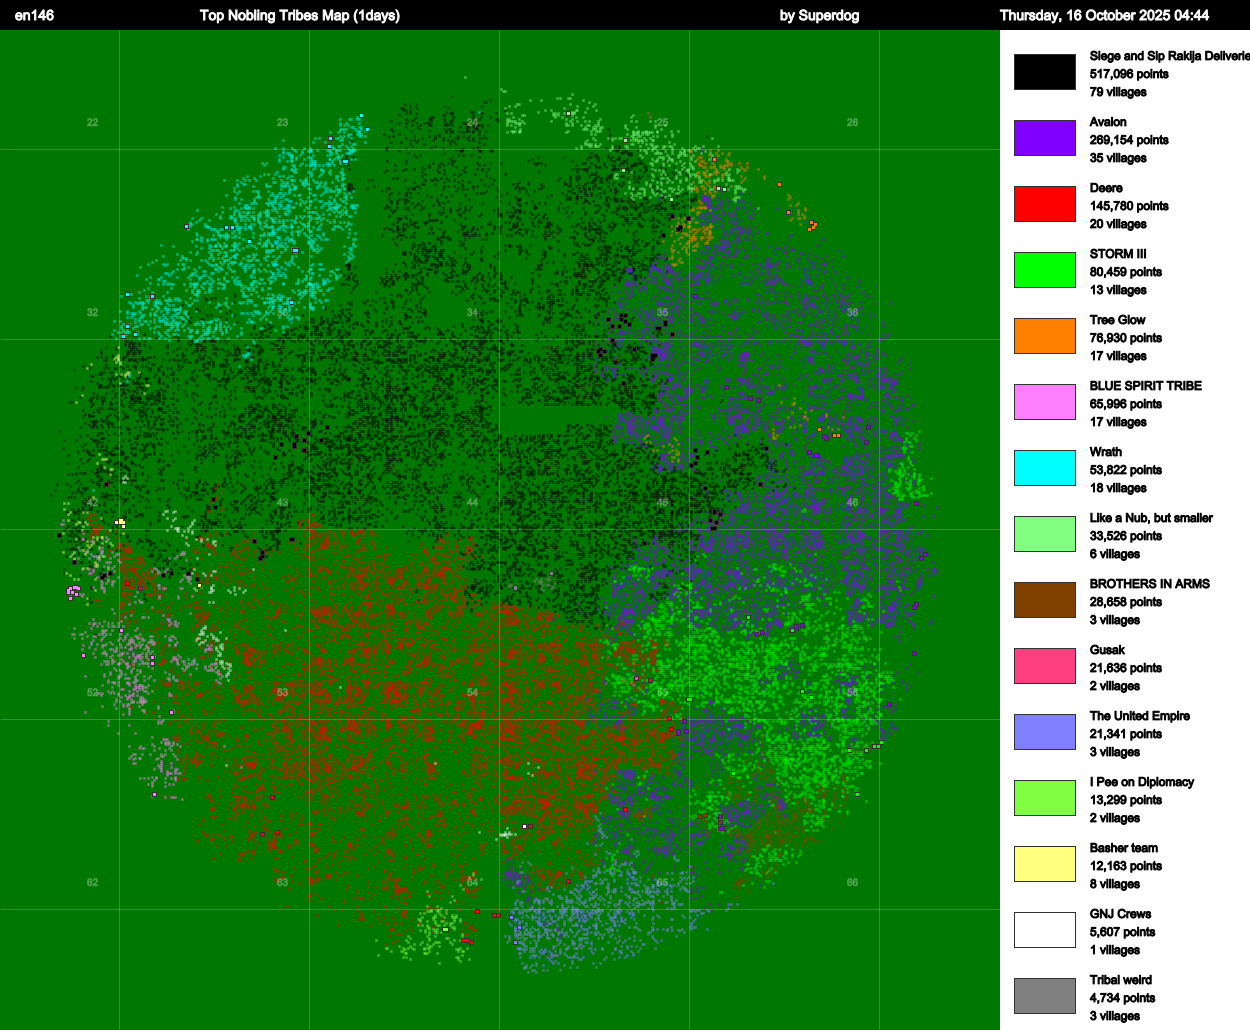 en146
Top Nobling Tribes Map (1days)
by Superdog
Thursday, 16 October 2025 04:44
Siege and Sip Rakija Deliverie
517,096 points
79 villages
Avalon
269,154 points
35 villages
Deere
145,780 points
20 villages
STORM III
80,459 points
13 villages
Tree Glow
76,930 points
17 villages
BLUE SPIRIT TRIBE
65,996 points
17 villages
Wrath
53,822 points
18 villages
Like a Nub, but smaller
33,526 points
6 villages
BROTHERS IN ARMS
28,658 points
3 villages
Gusak
21,636 points
2 villages
The United Empire
21,341 points
3 villages
I Pee on Diplomacy
13,299 points
2 villages
Basher team
12,163 points
8 villages
GNJ Crews
5,607 points
1 villages
Tribal weird
4,734 points
3 villages
22 23 24 25 26
32 33 34 35 36
42 43 44 45 46
52 53 54 55 56
62 63 64 65 66